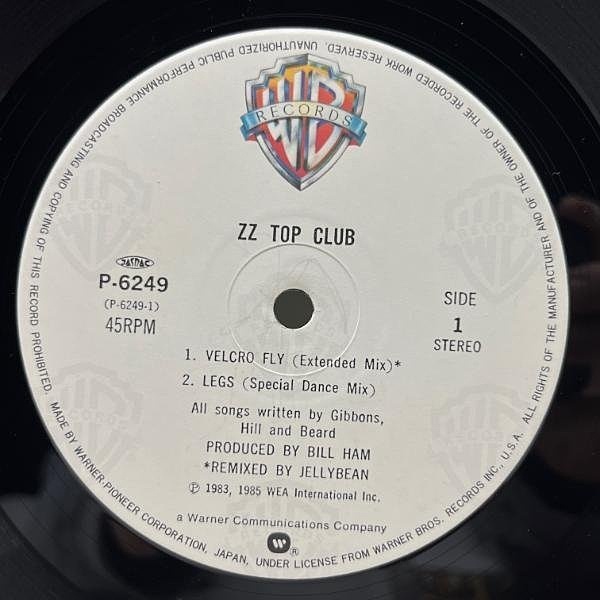 UNAUTHORIZED PUBLIC PERFORMANCE BROADCASTING AND COPYING OF THIS RECORD PROHIBITED.
ALL RIGHTS OF THE MANUFACTURER AND OF THE OWNER OF THE RECORDED WORK RESERVED.
WB
RECORDS
ZZ TOP CLUB
JASRAC
P-6249
(P-6249-1)
45RPM
SIDE
1
STEREO
1. VELCRO FLY (Extended Mix)*
2. LEGS (Special Dance Mix)
All songs written by Gibbons,
Hill and Beard
PRODUCED BY BILL HAM
*REMIXED BY JELLYBEAN
Ⓟ 1983, 1985 WEA International Inc.
a Warner Communications Company
®
MADE BY WARNER-PIONEER CORPORATION, JAPAN, UNDER LICENSE FROM WARNER BROS. RECORDS INC., U.S.A.